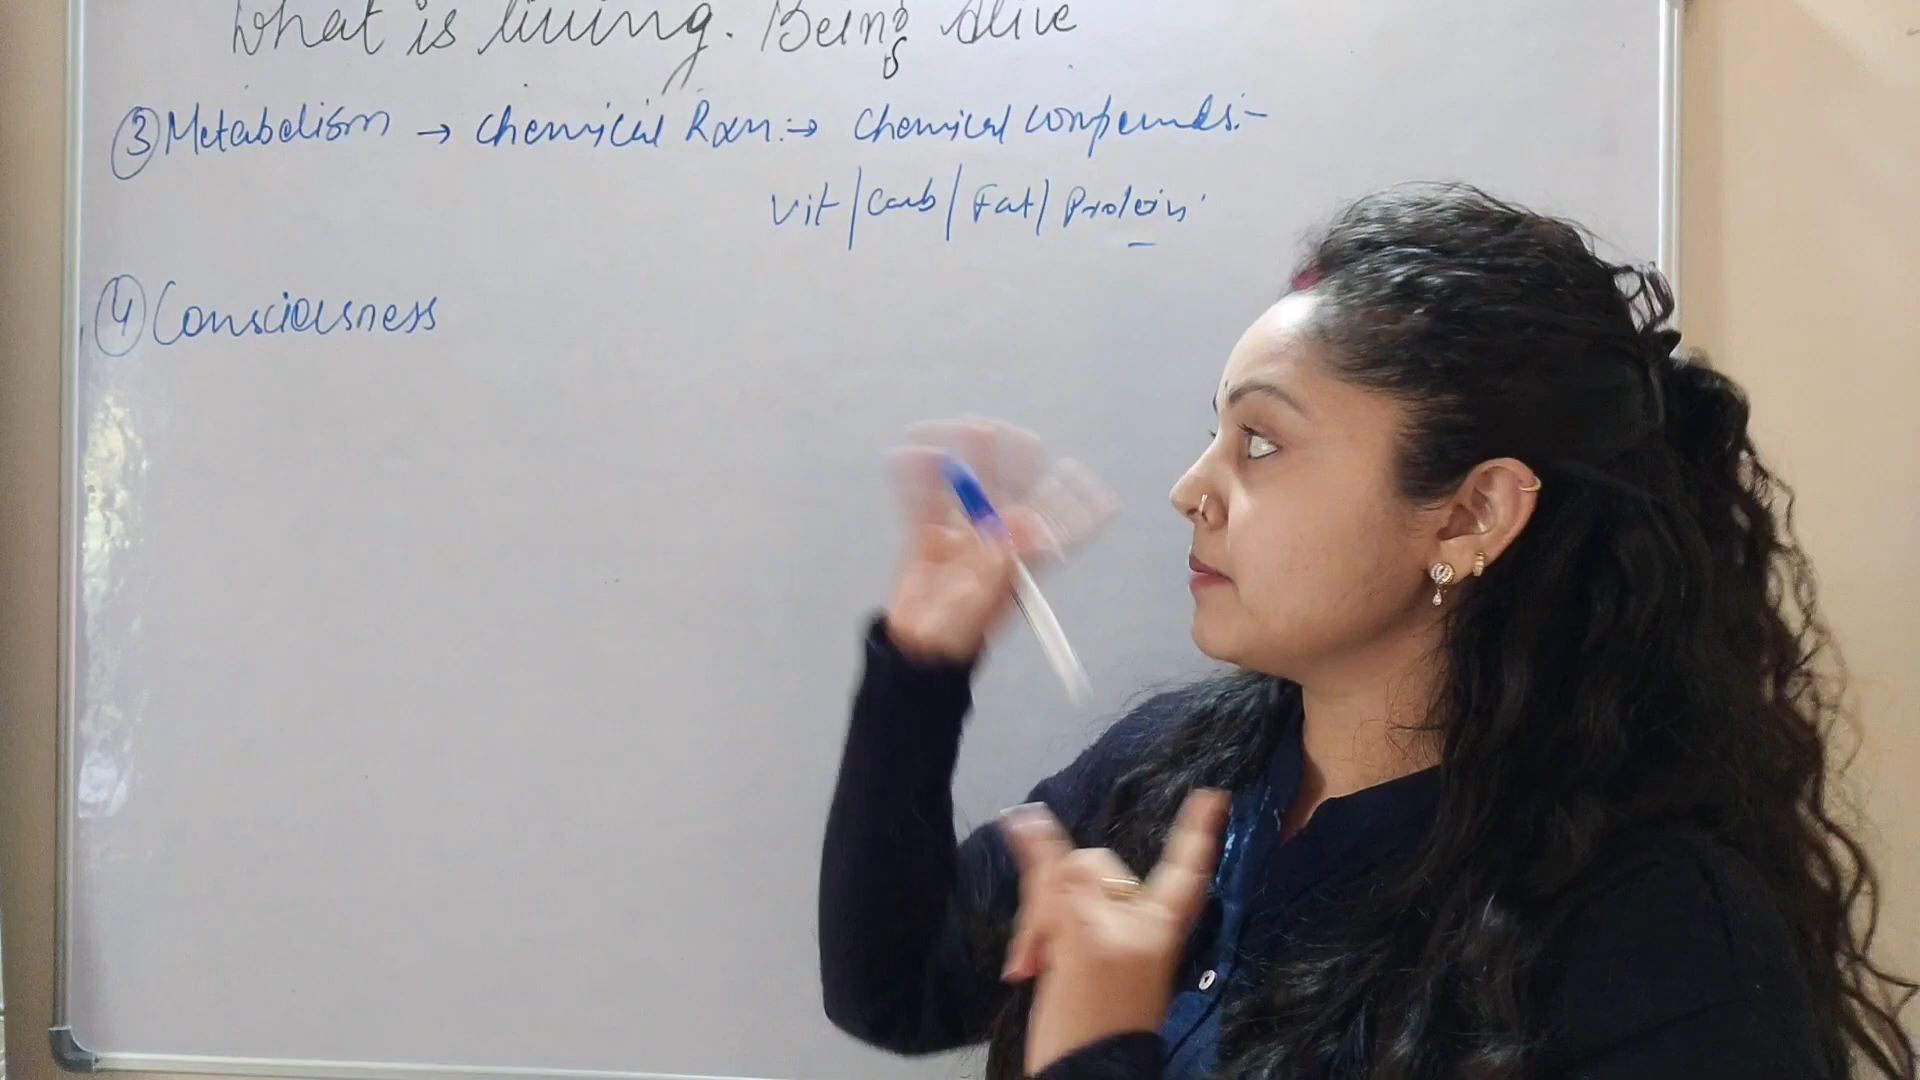 What is living. Being Alive
③ Metabolism → Chemical Rxn.:→ Chemical Compounds:-
Vit/Carb/Fat/Protein
④ Consciousness